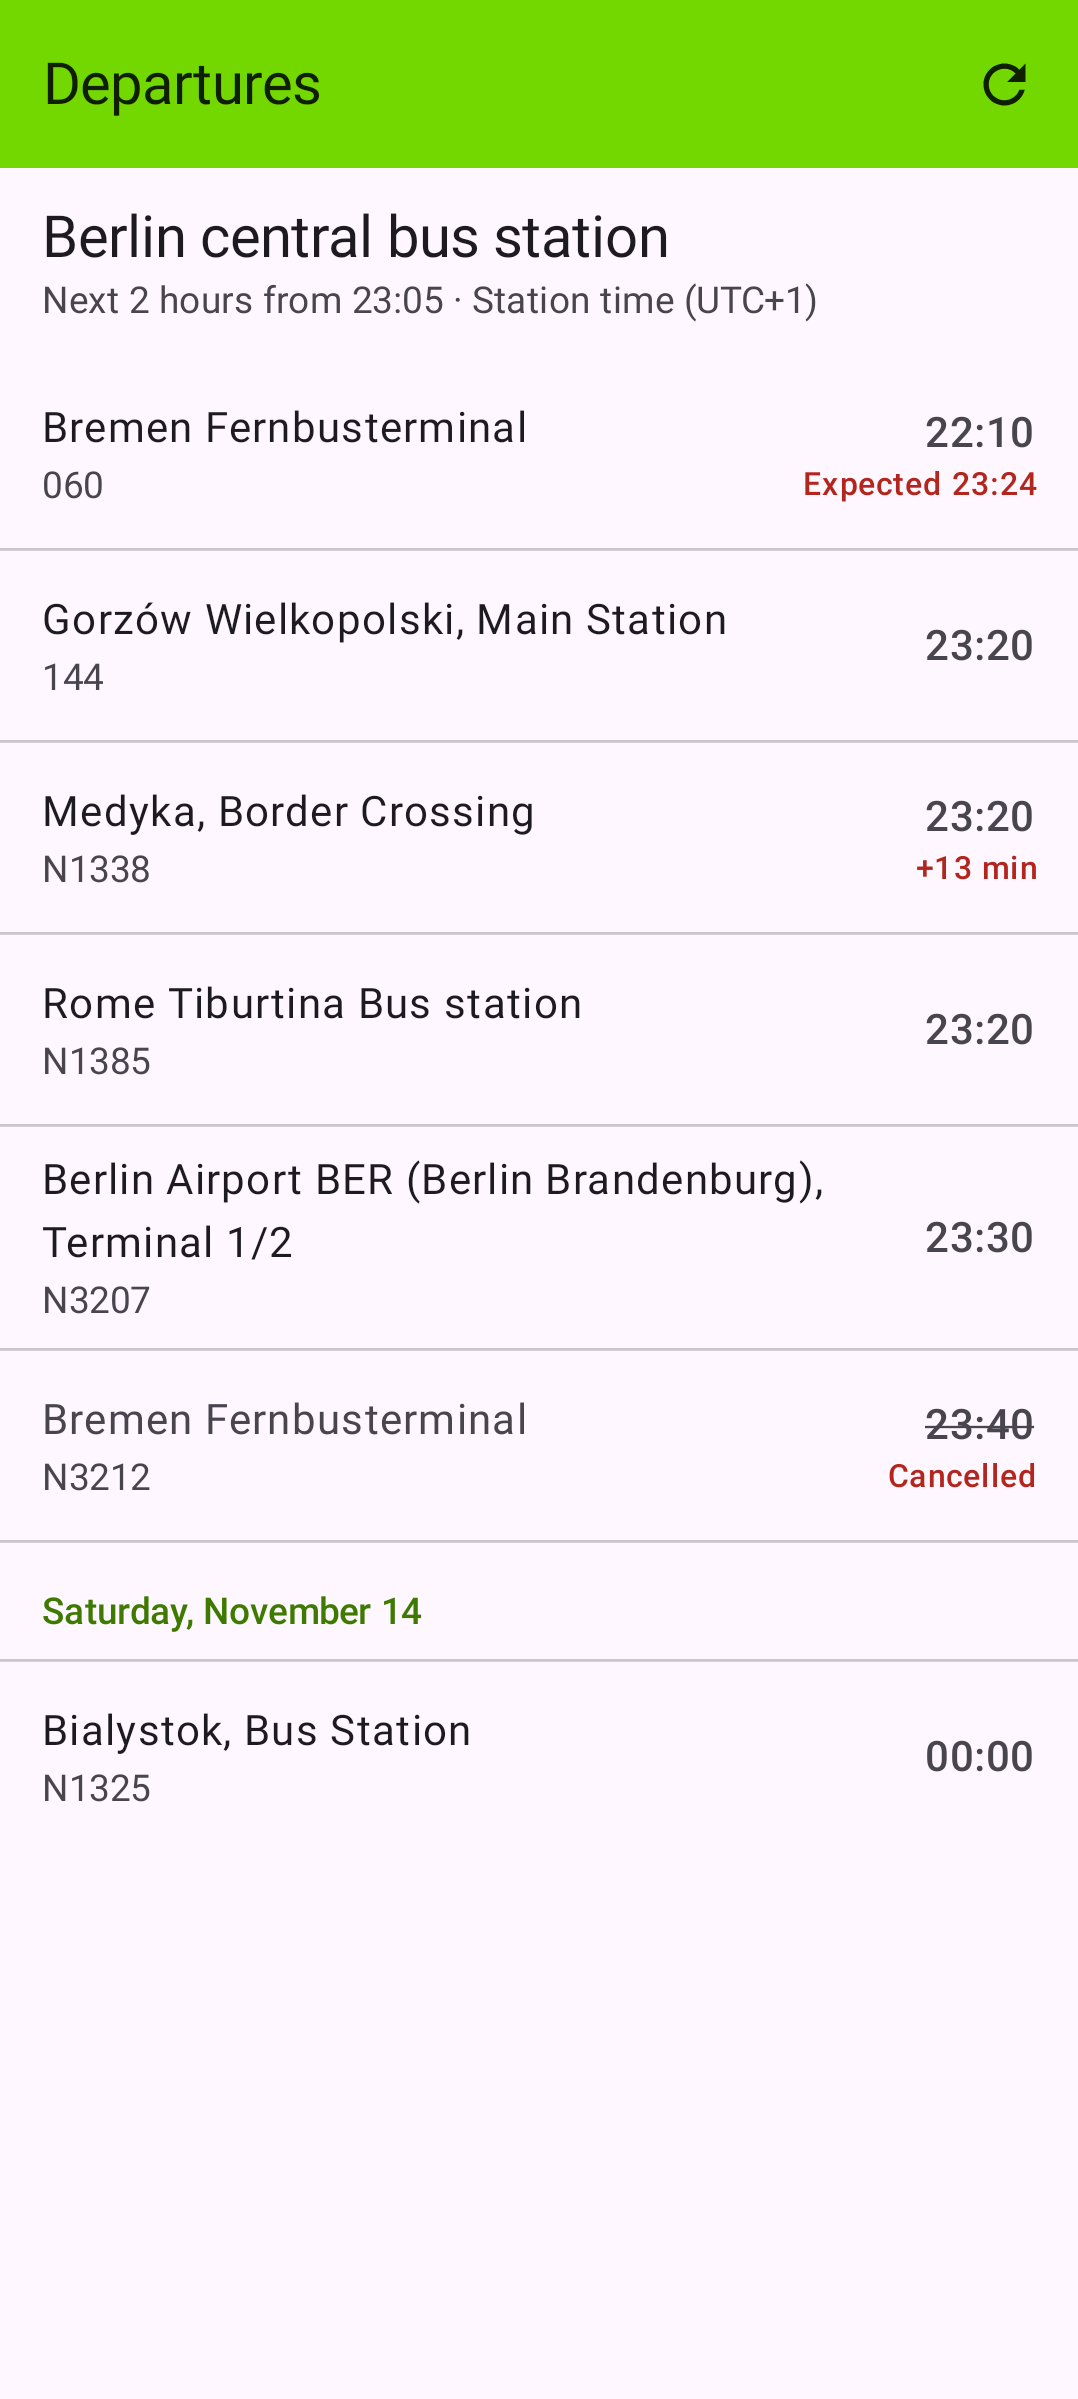 Departures
Berlin central bus station
Next 2 hours from 23:05 · Station time (UTC+1)
Bremen Fernbusterminal
22:10
060
Expected 23:24
Gorzów Wielkopolski, Main Station
23:20
144
Medyka, Border Crossing
23:20
N1338
+13 min
Rome Tiburtina Bus station
23:20
N1385
Berlin Airport BER (Berlin Brandenburg),
Terminal 1/2
23:30
N3207
Bremen Fernbusterminal
23:40
N3212
Cancelled
Saturday, November 14
Bialystok, Bus Station
00:00
N1325